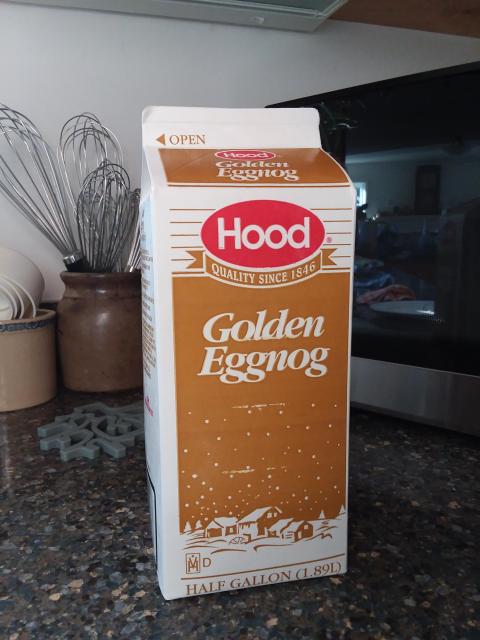 ◀ OPEN
Hood
Golden
Eggnog
Hood®
QUALITY SINCE 1846
Golden
Eggnog
D
HALF GALLON (1.89L)